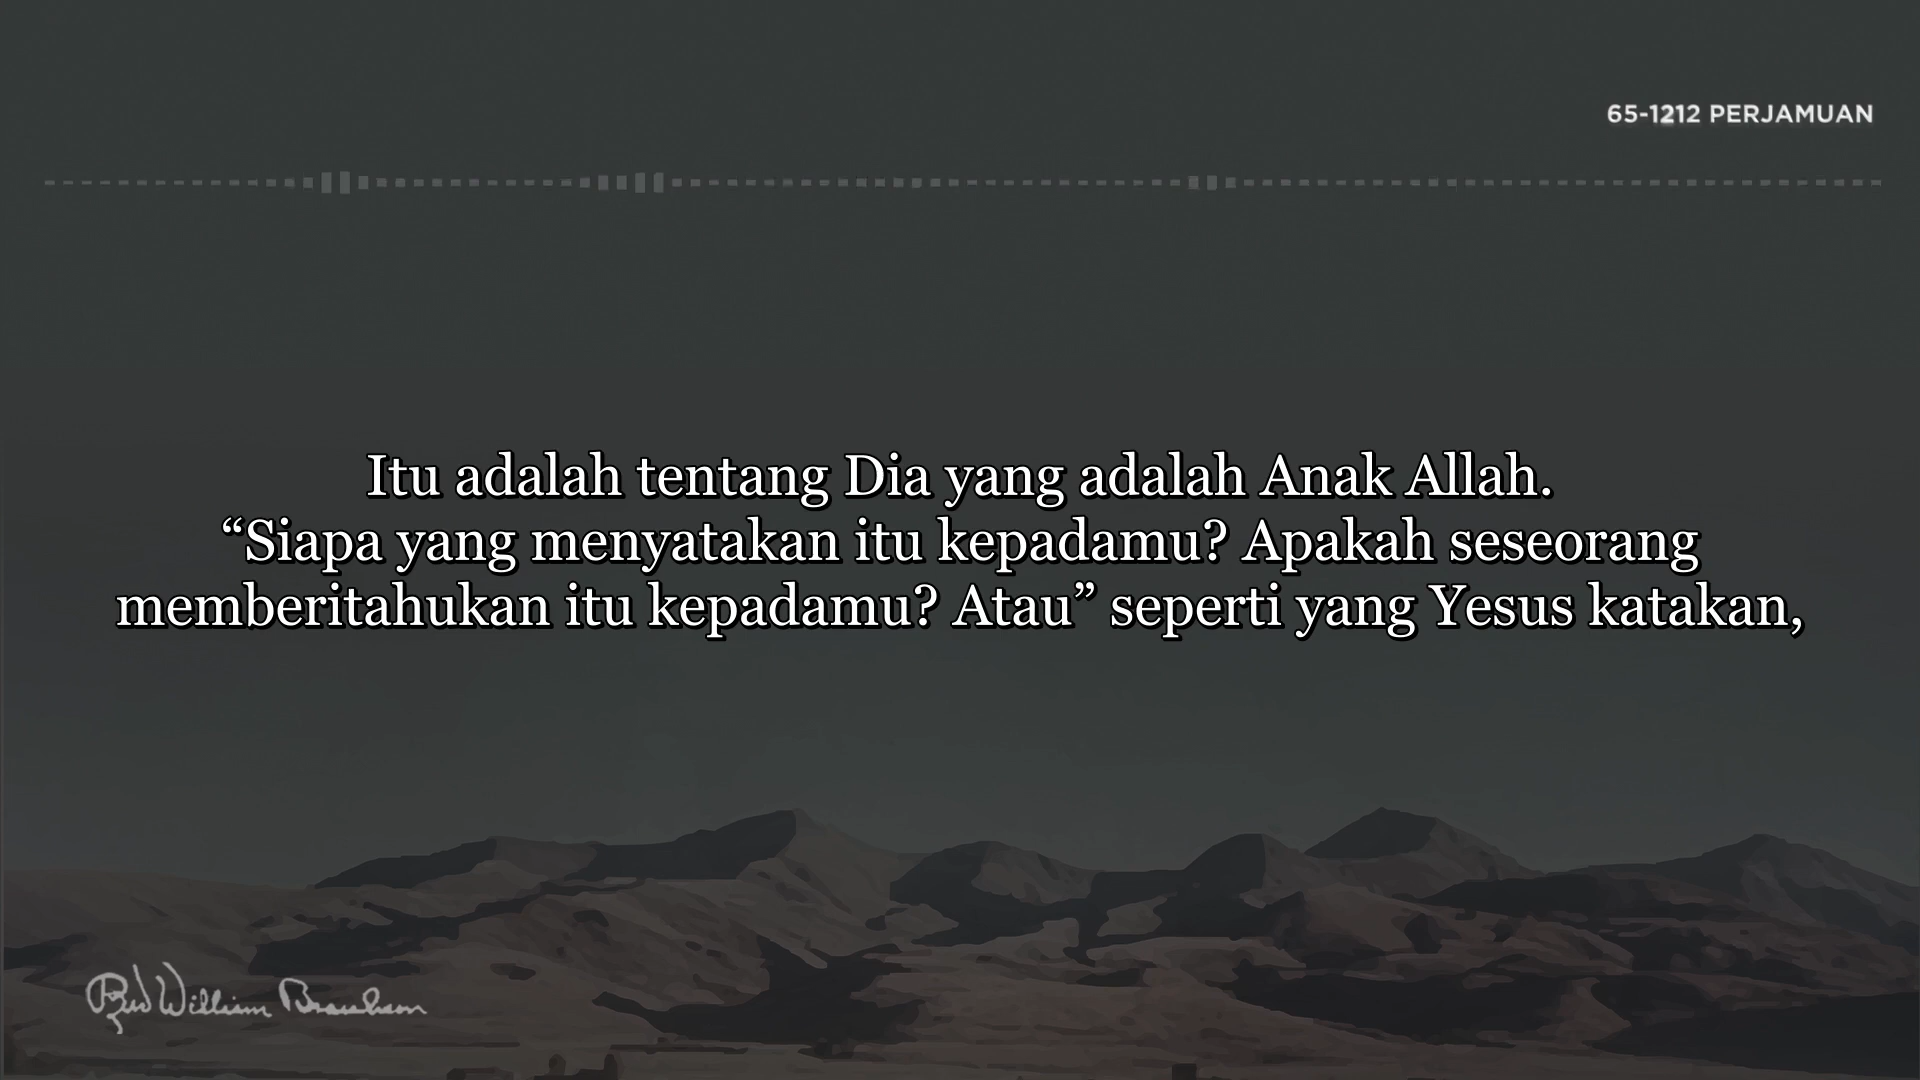 65-1212 PERJAMUAN
Itu adalah tentang Dia yang adalah Anak Allah.
“Siapa yang menyatakan itu kepadamu? Apakah seseorang
memberitahukan itu kepadamu? Atau” seperti yang Yesus katakan,
Rev William Branham